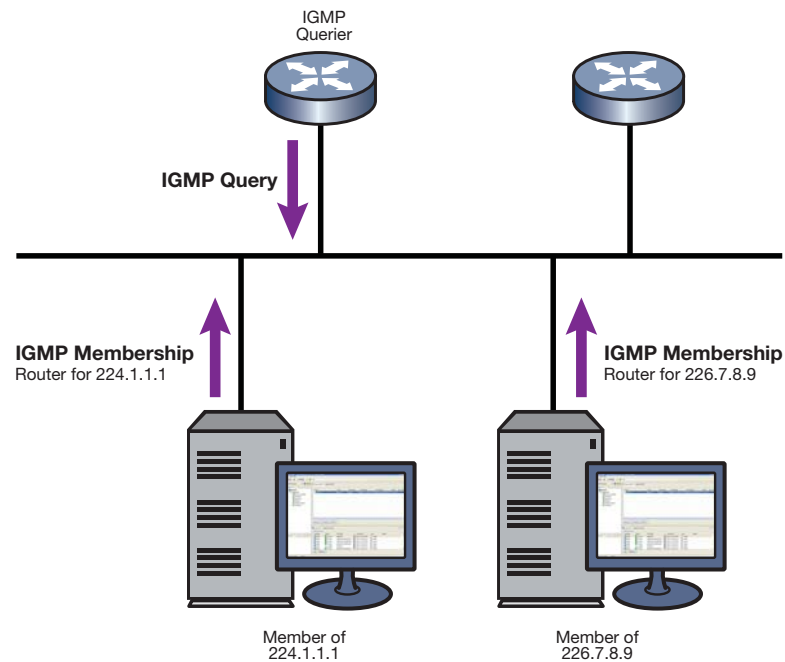 IGMP
Querier
IGMP Query
IGMP Membership
Router for 224.1.1.1
IGMP Membership
Router for 226.7.8.9
Member of
224.1.1.1
Member of
226.7.8.9